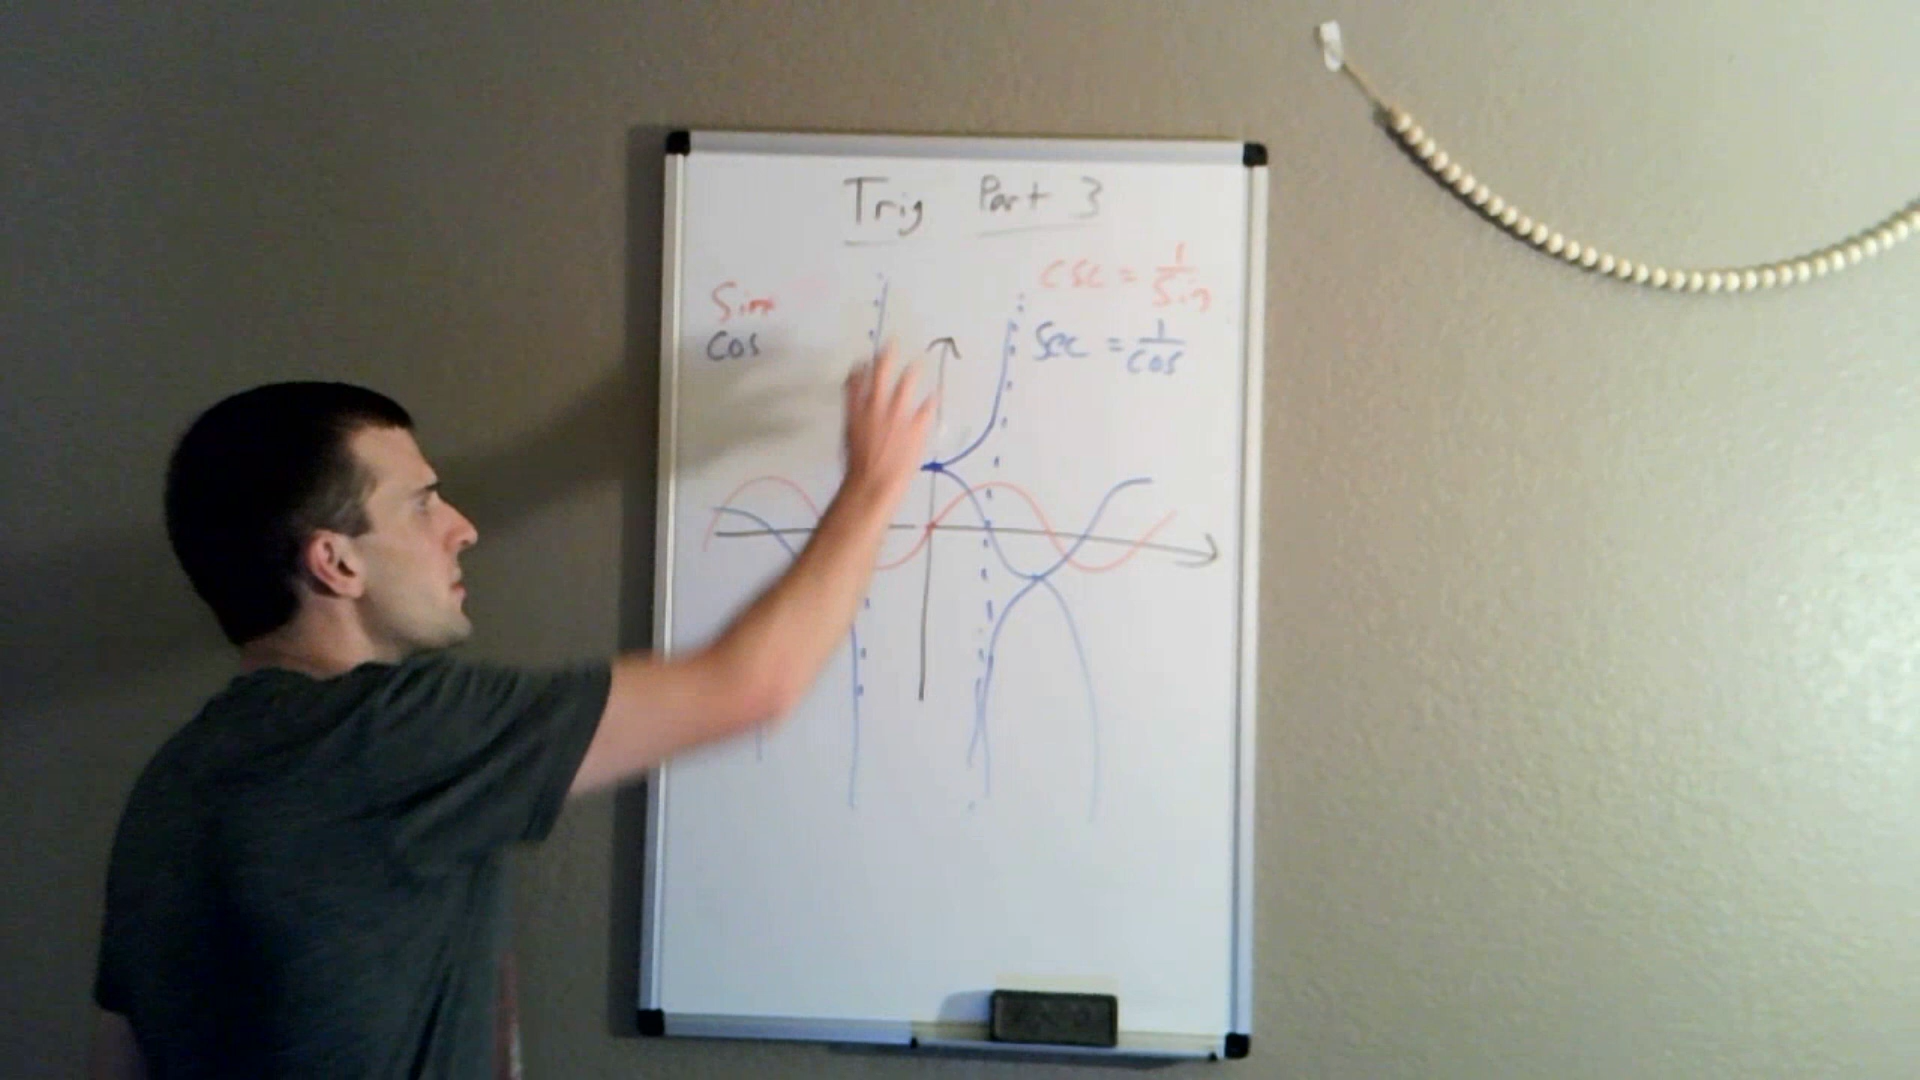 Trig Part 3
Sin
Cos
csc = 1/Sin
Sec = 1/cos